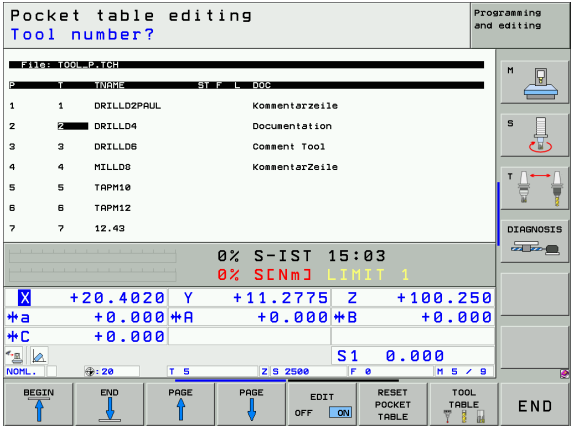 Pocket table editing
Tool number?
Programming
and editing
File: TOOL_P.TCH
P T TNAME ST F L DOC
1 1 DRILLD2PAUL Kommentarzeile
2 2 DRILLD4 Documentation
3 3 DRILLD6 Comment Tool
4 4 MILLD8 KommentarZeile
5 5 TAPM10
6 6 TAPM12
7 7 12.43
M
S
T
DIAGNOSIS
0% S-IST 15:03
0% S[Nm] LIMIT 1
X +20.4020 Y +11.2775 Z +100.250
a +0.000 A +0.000 B +0.000
C +0.000
S1 0.000
NOML. :20 T 5 Z S 2500 F 0 M 5 / 9
BEGIN
END
PAGE
PAGE
EDIT
OFF ON
RESET
POCKET
TABLE
TOOL
TABLE
END